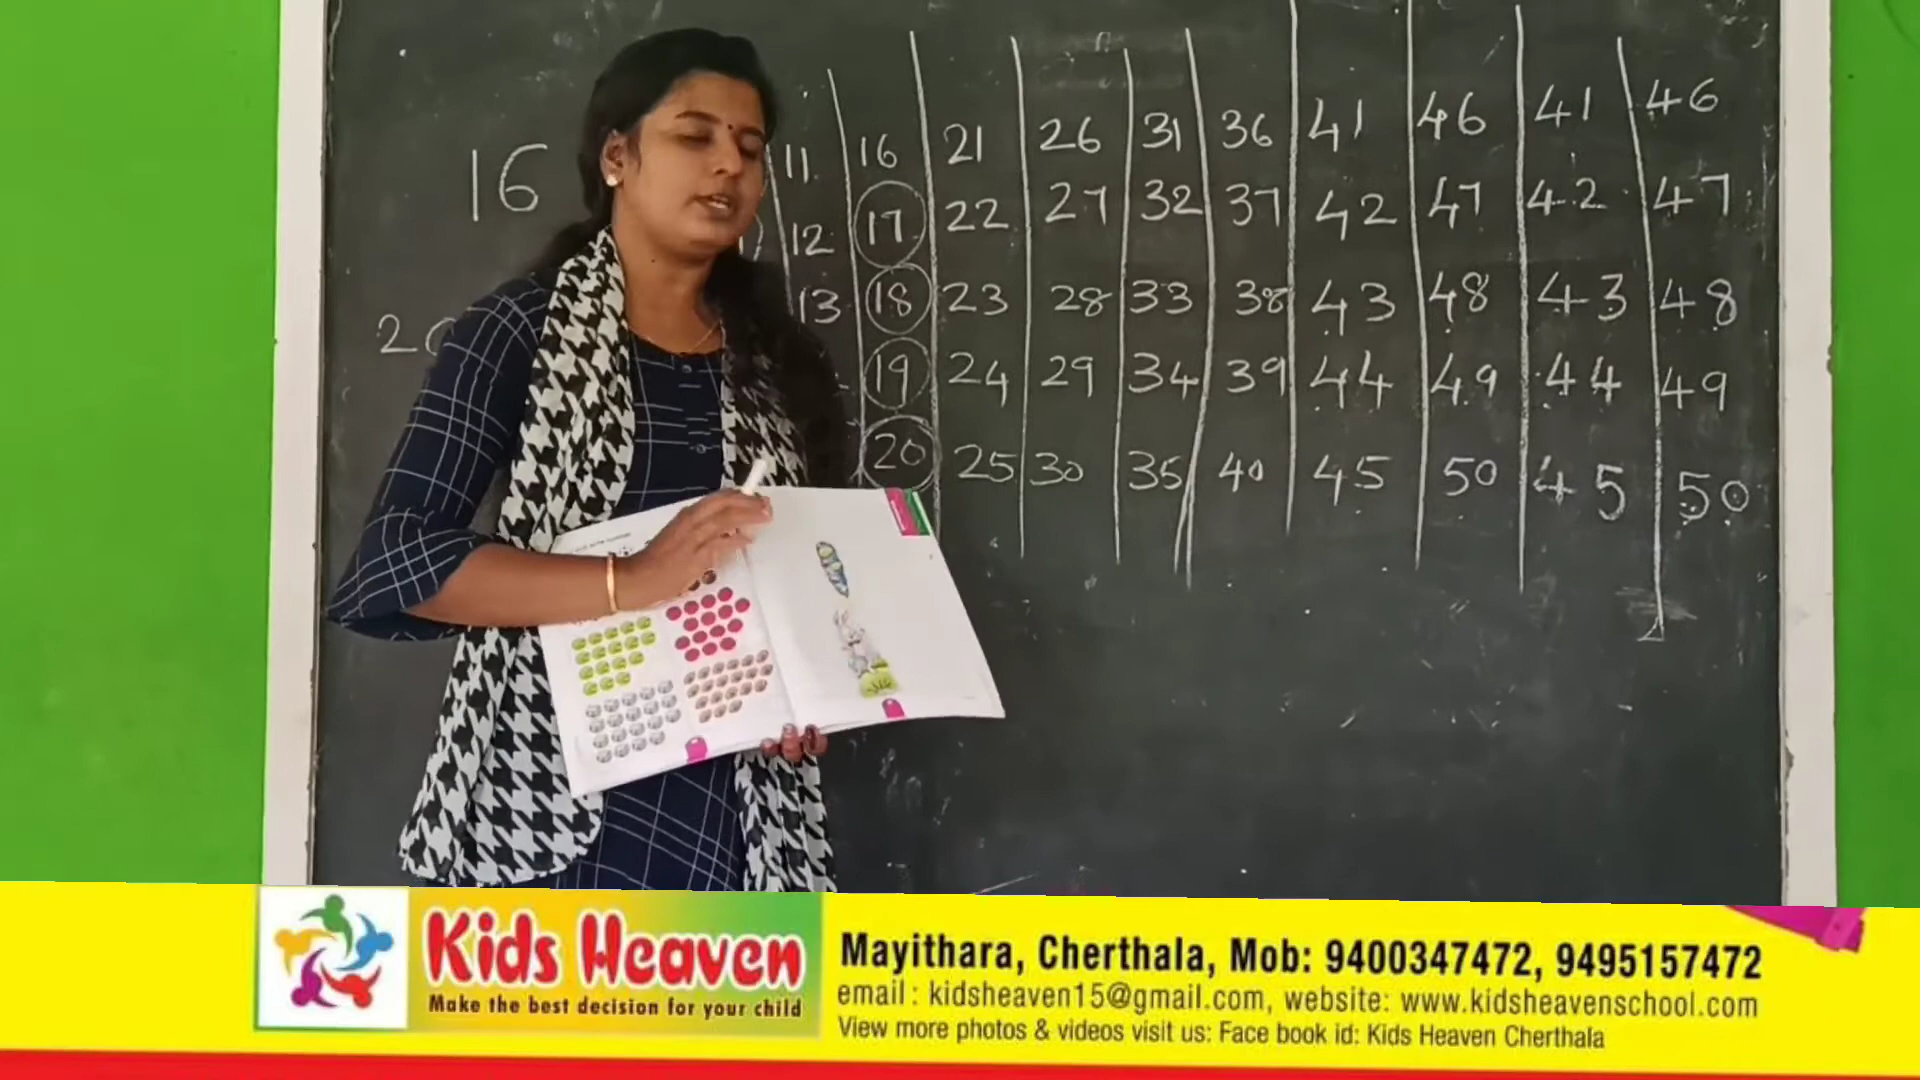 16
11 16 21 26 31 36 41 46 41 46
12 17 22 27 32 37 42 47 42 47
13 18 23 28 33 38 43 48 43 48
19 24 29 34 39 44 49 44 49
20 25 30 35 40 45 50 45 50
Kids Heaven
Make the best decision for your child
Mayithara, Cherthala, Mob: 9400347472, 9495157472
email : kidsheaven15@gmail.com, website: www.kidsheavenschool.com
View more photos & videos visit us: Face book id: Kids Heaven Cherthala